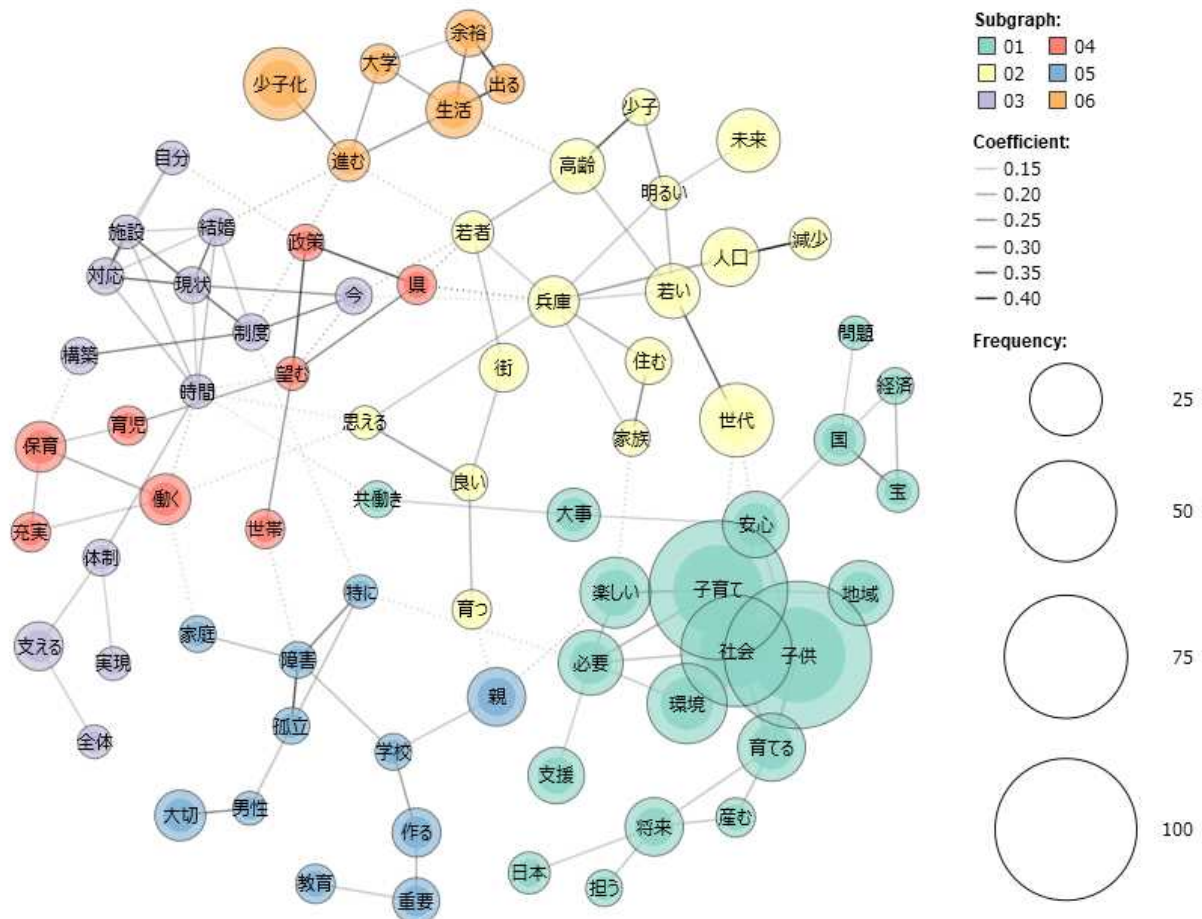 Subgraph:
01 04
02 05
03 06
Coefficient:
0.15
0.20
0.25
0.30
0.35
0.40
Frequency:
25
50
75
100
余裕
大学
出る
少子化
生活
少子
未来
自分
進む
高齢
明るい
施設
結婚
政策
若者
人口
減少
対応
現状
県
今
兵庫
若い
制度
問題
構築
望む
街
住む
経済
時間
育児
思える
家族
世代
国
保育
良い
宝
働く
共働き
大事
安心
充実
世帯
体制
特に
楽しい
子育て
地域
育つ
家庭
支える
実現
障害
必要
社会
子供
親
環境
孤立
全体
学校
育てる
支援
大切
男性
作る
将来
産む
日本
担う
教育
重要